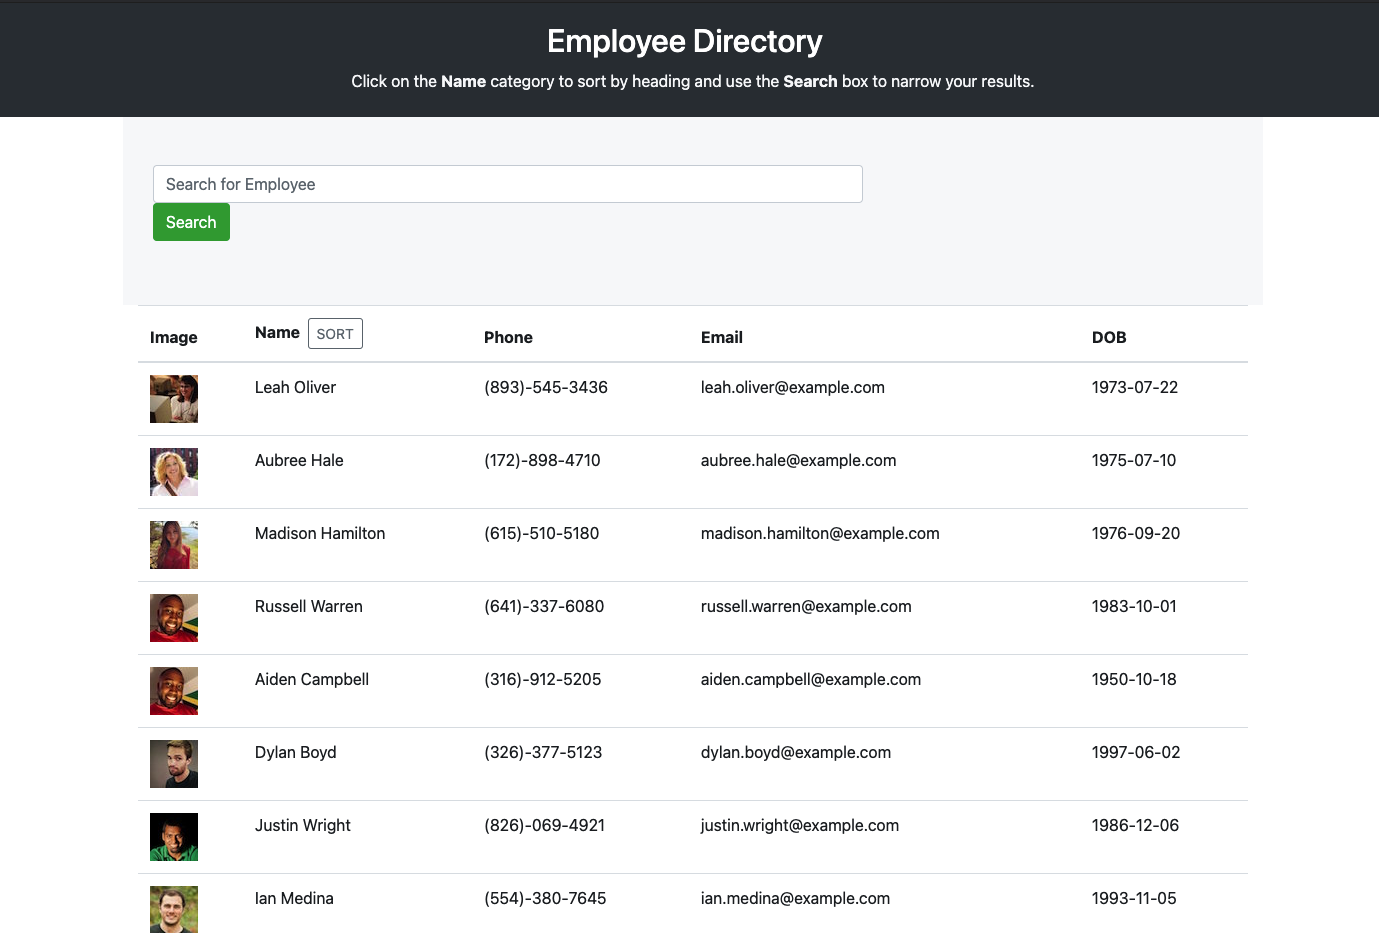 Employee Directory
Click on the Name category to sort by heading and use the Search box to narrow your results.
Search for Employee
Search
Image Name SORT Phone Email DOB
Leah Oliver (893)-545-3436 leah.oliver@example.com 1973-07-22
Aubree Hale (172)-898-4710 aubree.hale@example.com 1975-07-10
Madison Hamilton (615)-510-5180 madison.hamilton@example.com 1976-09-20
Russell Warren (641)-337-6080 russell.warren@example.com 1983-10-01
Aiden Campbell (316)-912-5205 aiden.campbell@example.com 1950-10-18
Dylan Boyd (326)-377-5123 dylan.boyd@example.com 1997-06-02
Justin Wright (826)-069-4921 justin.wright@example.com 1986-12-06
Ian Medina (554)-380-7645 ian.medina@example.com 1993-11-05